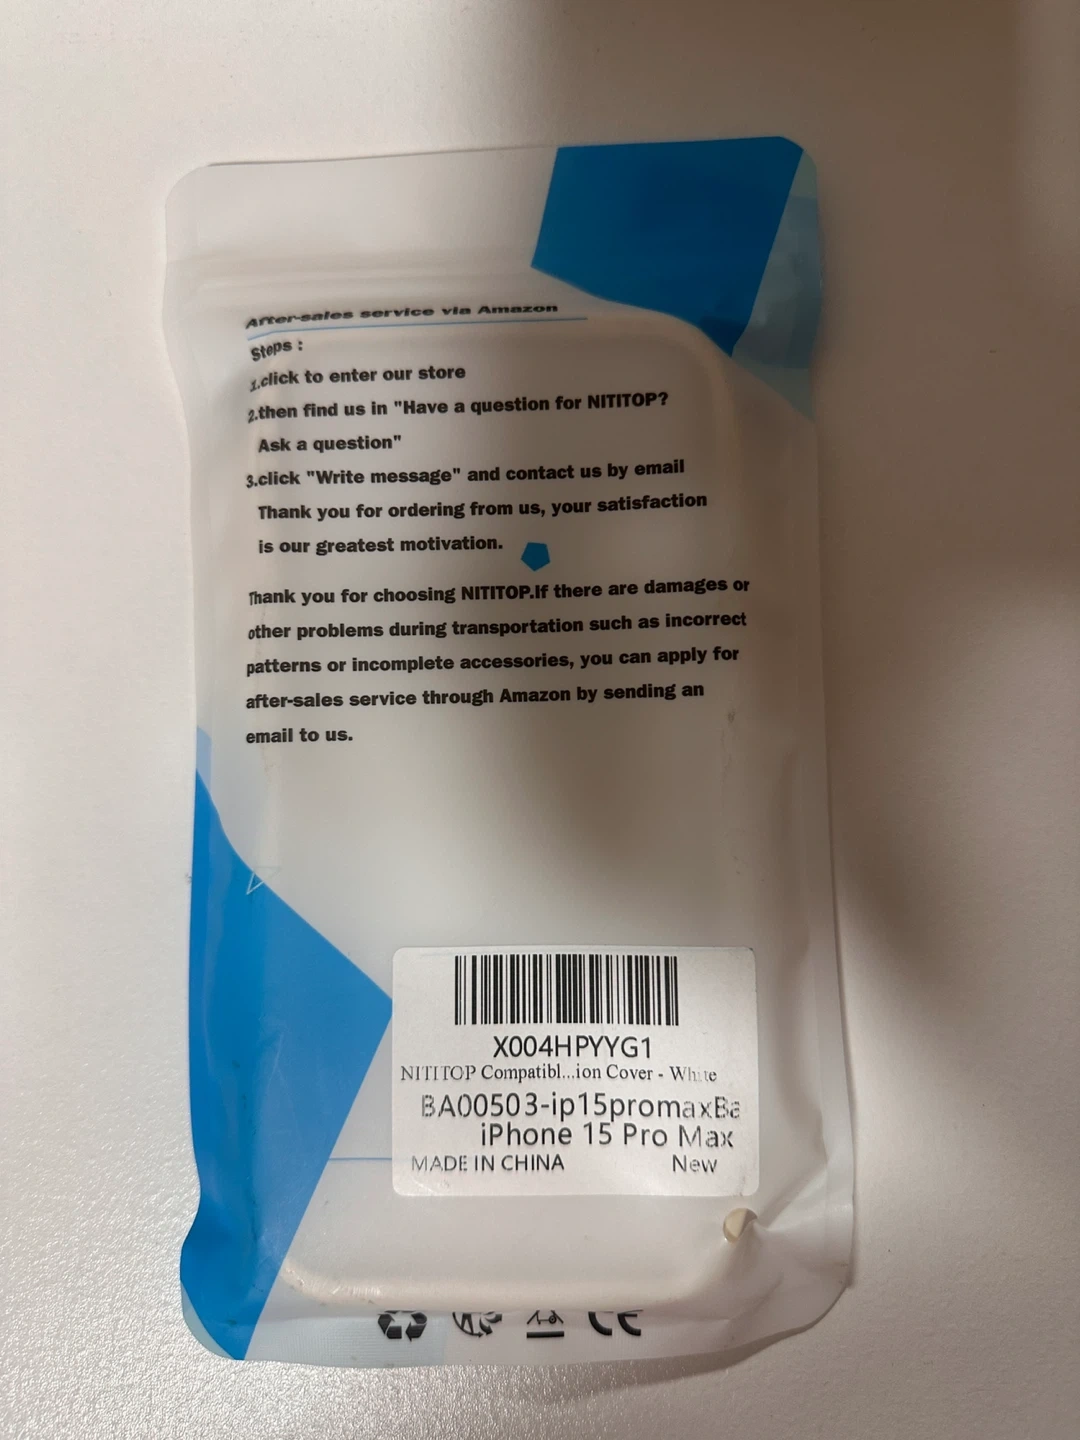 After-sales service via Amazon
Steps :
1.click to enter our store
2.then find us in "Have a question for NITITOP?
Ask a question"
3.click "Write message" and contact us by email
Thank you for ordering from us, your satisfaction
is our greatest motivation.
Thank you for choosing NITITOP.If there are damages or
other problems during transportation such as incorrect
patterns or incomplete accessories, you can apply for
after-sales service through Amazon by sending an
email to us.
X004HPYYG1
NITITOP Compatibl...ion Cover - White
BA00503-ip15promaxBa
iPhone 15 Pro Max
MADE IN CHINA New
CE